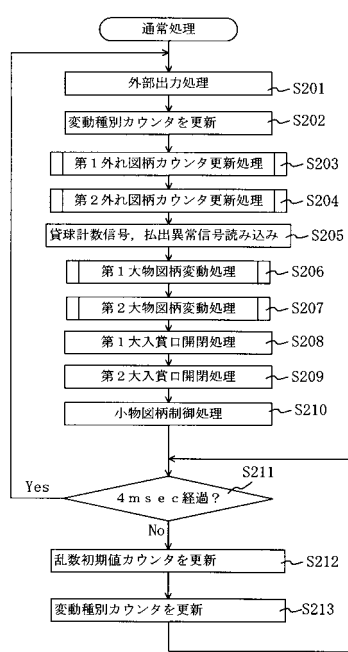 通常処理
外部出力処理
S201
変動種別カウンタを更新
S202
第１外れ図柄カウンタ更新処理
S203
第２外れ図柄カウンタ更新処理
S204
貸球計数信号，払出異常信号読み込み
S205
第１大物図柄変動処理
S206
第２大物図柄変動処理
S207
第１大入賞口開閉処理
S208
第２大入賞口開閉処理
S209
小物図柄制御処理
S210
S211
Yes
４ｍｓｅｃ経過？
No
乱数初期値カウンタを更新
S212
変動種別カウンタを更新
S213